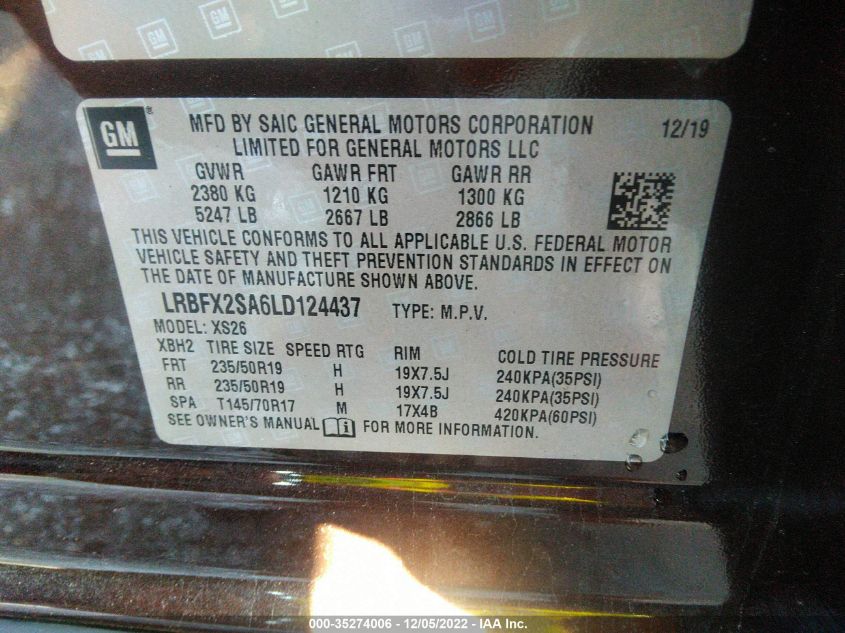 GM
GM ® MFD BY SAIC GENERAL MOTORS CORPORATION 12/19
LIMITED FOR GENERAL MOTORS LLC
GVWR GAWR FRT GAWR RR
2380 KG 1210 KG 1300 KG
5247 LB 2667 LB 2866 LB
THIS VEHICLE CONFORMS TO ALL APPLICABLE U.S. FEDERAL MOTOR
VEHICLE SAFETY AND THEFT PREVENTION STANDARDS IN EFFECT ON
THE DATE OF MANUFACTURE SHOWN ABOVE.
LRBFX2SA6LD124437 TYPE: M.P.V.
MODEL: XS26
XBH2 TIRE SIZE SPEED RTG RIM COLD TIRE PRESSURE
FRT 235/50R19 H 19X7.5J 240KPA(35PSI)
RR 235/50R19 H 19X7.5J 240KPA(35PSI)
SPA T145/70R17 M 17X4B 420KPA(60PSI)
SEE OWNER'S MANUAL FOR MORE INFORMATION.
000-35274006 - 12/05/2022 - IAA Inc.